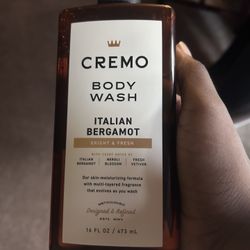 CREMO
BODY
WASH
ITALIAN
BERGAMOT
BRIGHT & FRESH
ITALIAN BERGAMOT
NEROLI BLOSSOM
FRESH VETIVER
Our skin-moisturizing formula
with multi-layered fragrance
that evolves as you wash
Designed & Refined
16 FL OZ / 473 mL